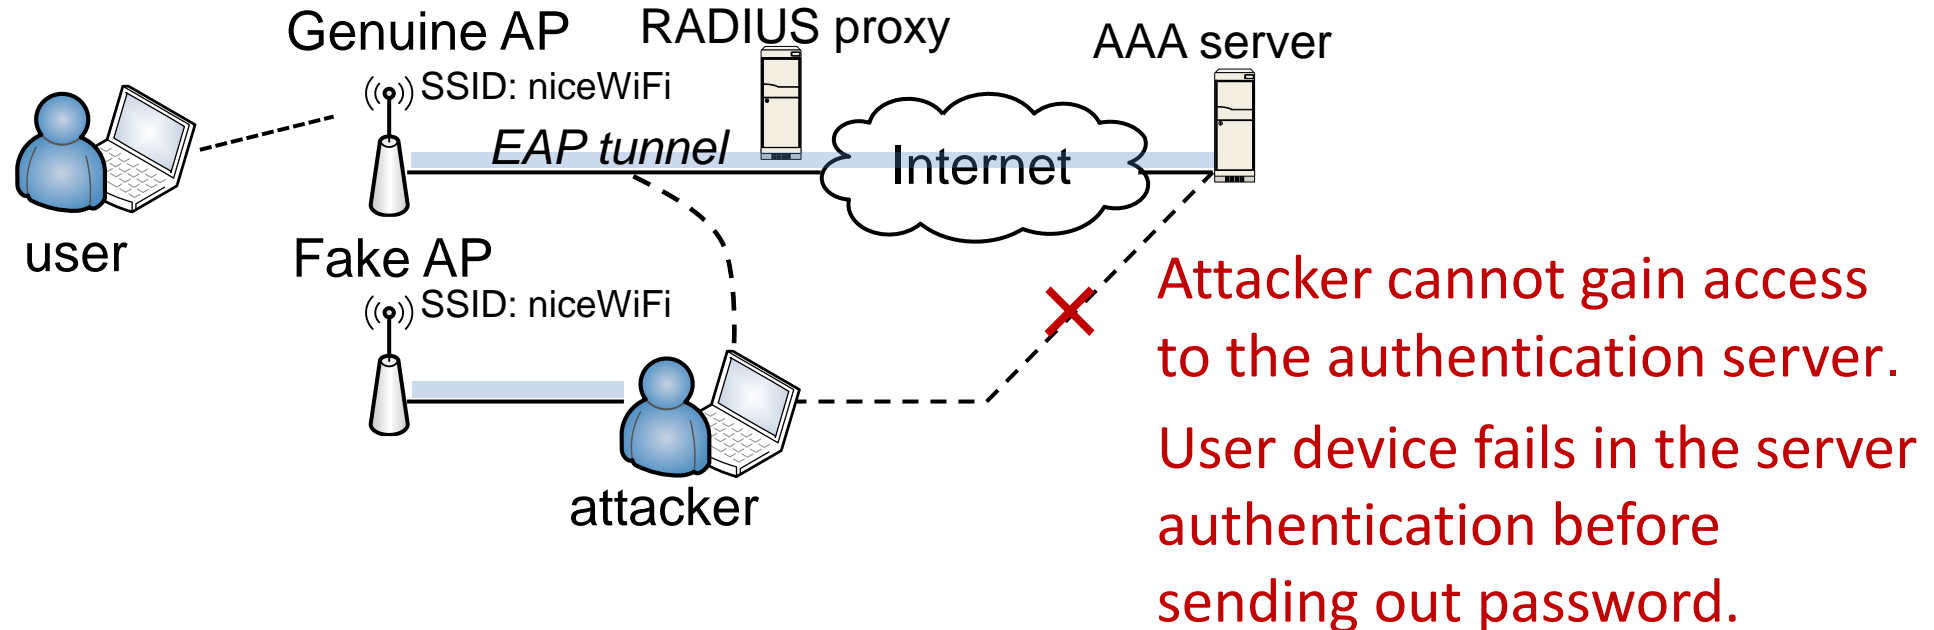 Genuine AP
RADIUS proxy
AAA server
SSID: niceWiFi
EAP tunnel
Internet
user
Fake AP
SSID: niceWiFi
attacker
Attacker cannot gain access
to the authentication server.
User device fails in the server
authentication before
sending out password.